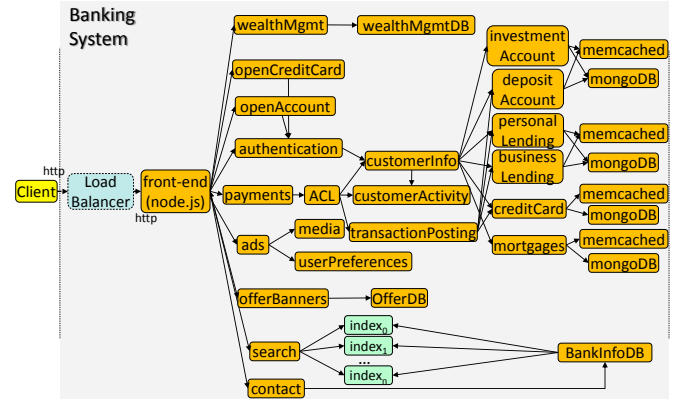 Banking
System
wealthMgmt
wealthMgmtDB
investment
Account
memcached
openCreditCard
deposit
Account
mongoDB
openAccount
personal
Lending
memcached
authentication
customerInfo
business
Lending
mongoDB
http
Client
Load
Balancer
front-end
(node.js)
http
payments
ACL
customerActivity
creditCard
memcached
mongoDB
media
transactionPosting
ads
userPreferences
mortgages
memcached
mongoDB
offerBanners
OfferDB
index0
search
index1
...
index0
BankInfoDB
contact